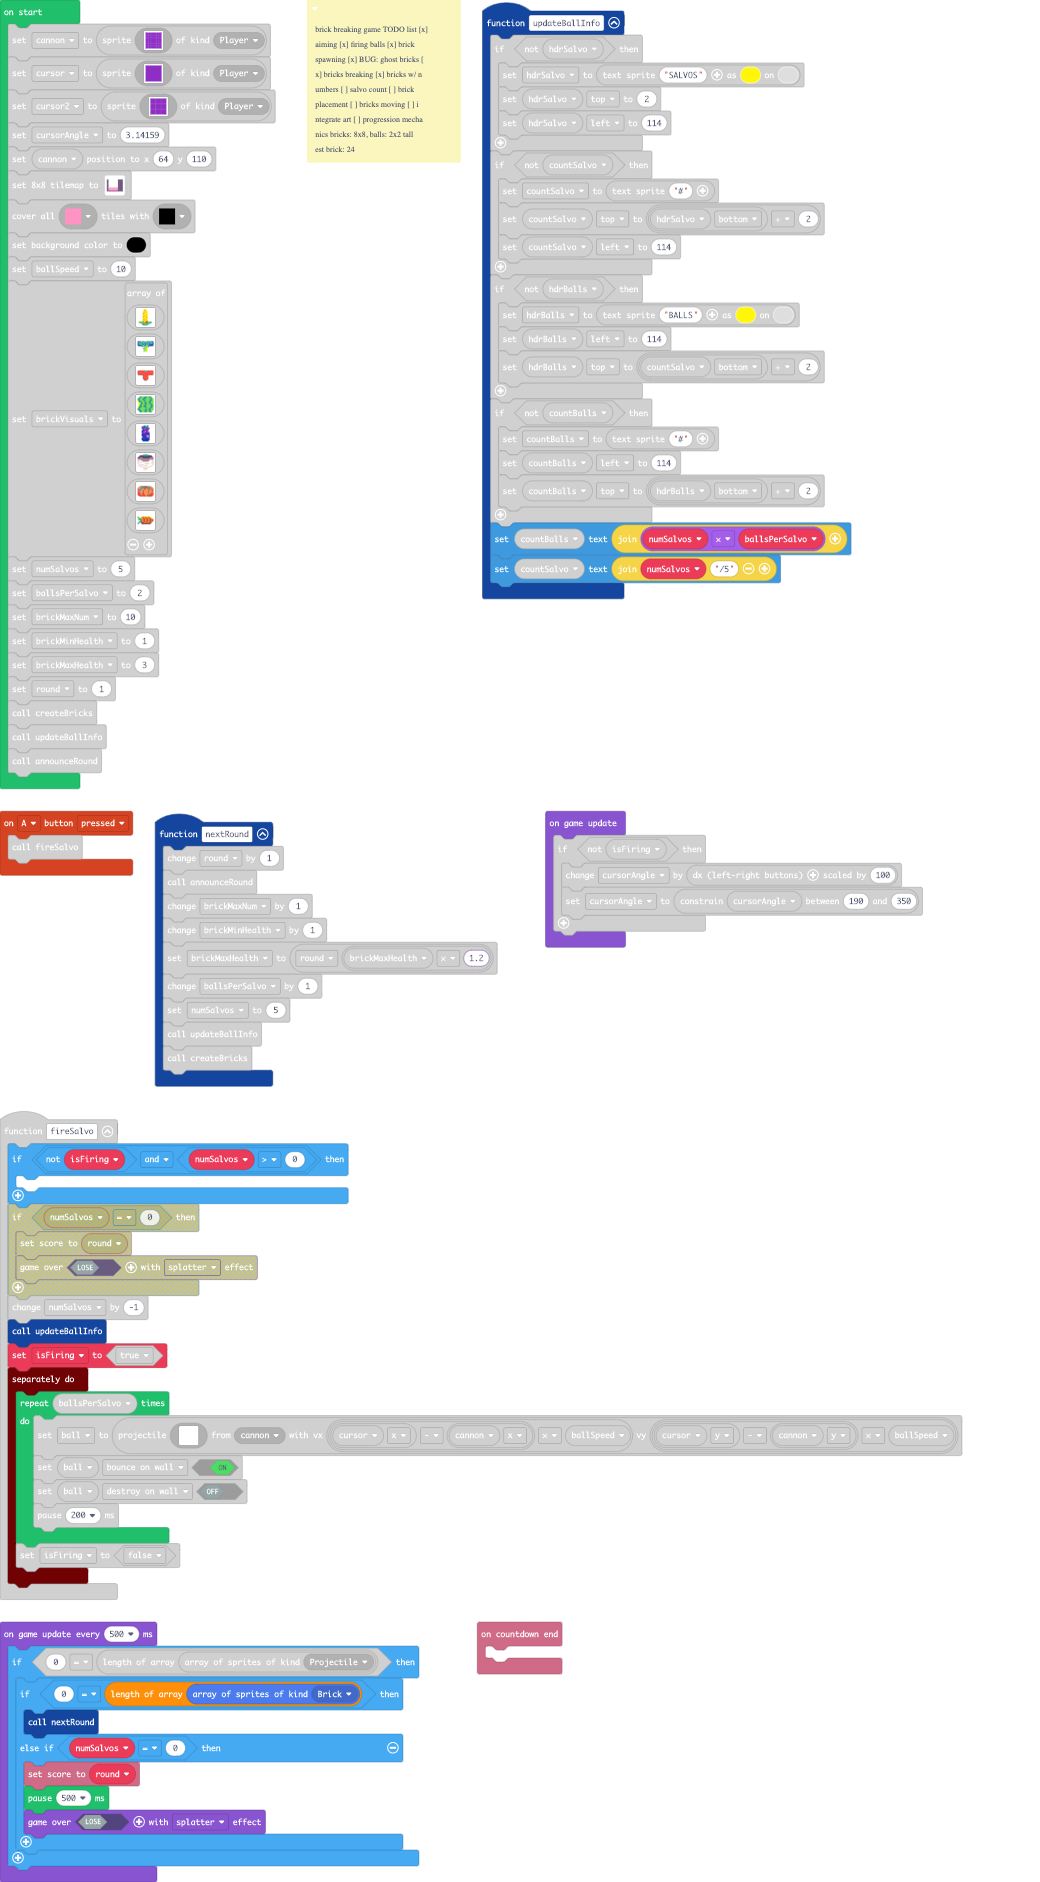 on start
set cannon to sprite of kind Player
set cursor to sprite of kind Player
set cursor2 to sprite of kind Player
set cursorAngle to 3.14159
set cannon position to x 64 y 110
set 8x8 tilemap to
cover all tiles with
set background color to
set ballSpeed to 10
array of
set brickVisuals to
set numSalvos to 5
set ballsPerSalvo to 2
set brickMaxNum to 10
set brickMinHealth to 1
set brickMaxHealth to 3
set round to 1
call createBricks
call updateBallInfo
call announceRound
brick breaking game TODO list [x]
aiming [x] firing balls [x] brick
spawning [x] BUG: ghost bricks [
x] bricks breaking [x] bricks w/ n
umbers [ ] salvo count [ ] brick
placement [ ] bricks moving [ ] i
ntegrate art [ ] progression mecha
nics bricks: 8x8, balls: 2x2 tall
est brick: 24
function updateBallInfo
if not hdrSalvo then
set hdrSalvo to text sprite "SALVOS" as on
set hdrSalvo top to 2
set hdrSalvo left to 114
if not countSalvo then
set countSalvo to text sprite "#"
set countSalvo top to hdrSalvo bottom + 2
set countSalvo left to 114
if not hdrBalls then
set hdrBalls to text sprite "BALLS" as on
set hdrBalls left to 114
set hdrBalls top to countSalvo bottom + 2
if not countBalls then
set countBalls to text sprite "#"
set countBalls left to 114
set countBalls top to hdrBalls bottom + 2
set countBalls text join numSalvos × ballsPerSalvo
set countSalvo text join numSalvos "/5"
on A button pressed
call fireSalvo
function nextRound
change round by 1
call announceRound
change brickMaxNum by 1
change brickMinHealth by 1
set brickMaxHealth to round brickMaxHealth × 1.2
change ballsPerSalvo by 1
set numSalvos to 5
call updateBallInfo
call createBricks
on game update
if not isFiring then
change cursorAngle by dx (left-right buttons) scaled by 100
set cursorAngle to constrain cursorAngle between 190 and 350
function fireSalvo
if not isFiring and numSalvos > 0 then
if numSalvos = 0 then
set score to round
game over LOSE with splatter effect
change numSalvos by -1
call updateBallInfo
set isFiring to true
separately do
repeat ballsPerSalvo times
do
set ball to projectile from cannon with vx cursor x - cannon x × ballSpeed vy cursor y - cannon y × ballSpeed
set ball bounce on wall ON
set ball destroy on wall OFF
pause 200 ms
set isFiring to false
on game update every 500 ms
if 0 = length of array array of sprites of kind Projectile then
if 0 = length of array array of sprites of kind Brick then
call nextRound
else if numSalvos = 0 then
set score to round
pause 500 ms
game over LOSE with splatter effect
on countdown end